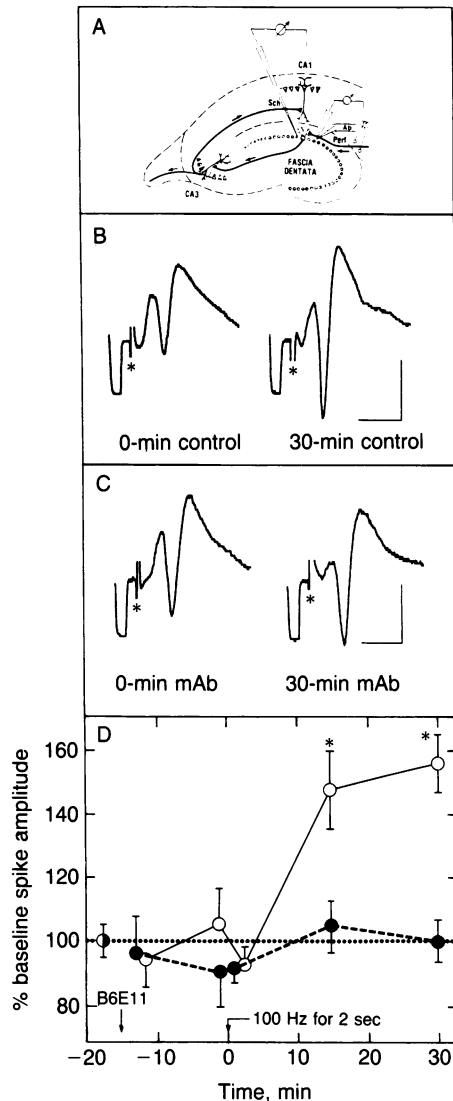 A
CA1
Sch
Perf
FASCIA
DENTATA
CA3
B
*
*
0-min control
30-min control
C
*
*
0-min mAb
30-min mAb
D
% baseline spike amplitude
160
140
120
100
80
*
*
B6E11
100 Hz for 2 sec
−20
−10
0
10
20
30
Time, min